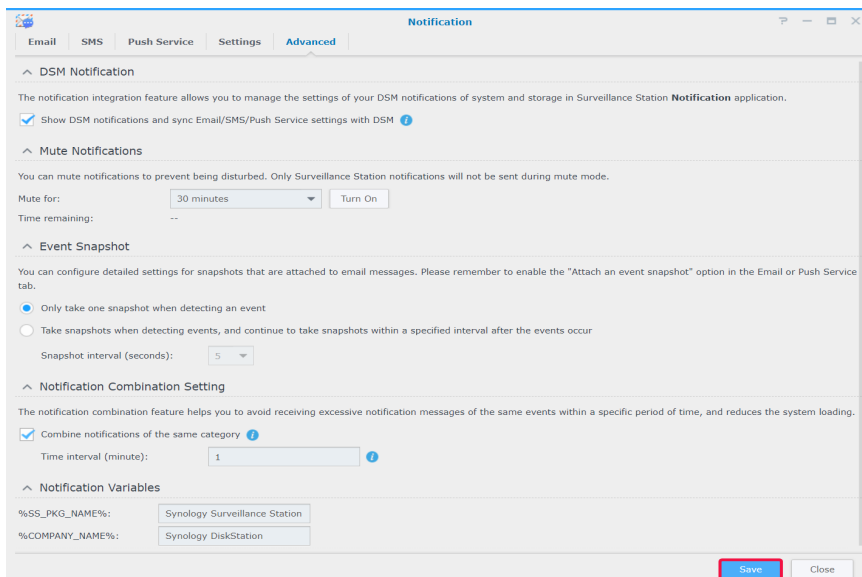 Notification
Email SMS Push Service Settings Advanced
DSM Notification
The notification integration feature allows you to manage the settings of your DSM notifications of system and storage in Surveillance Station Notification application.
Show DSM notifications and sync Email/SMS/Push Service settings with DSM
Mute Notifications
You can mute notifications to prevent being disturbed. Only Surveillance Station notifications will not be sent during mute mode.
Mute for: 30 minutes Turn On
Time remaining: --
Event Snapshot
You can configure detailed settings for snapshots that are attached to email messages. Please remember to enable the "Attach an event snapshot" option in the Email or Push Service
tab.
Only take one snapshot when detecting an event
Take snapshots when detecting events, and continue to take snapshots within a specified interval after the events occur
Snapshot interval (seconds): 5
Notification Combination Setting
The notification combination feature helps you to avoid receiving excessive notification messages of the same events within a specific period of time, and reduces the system loading.
Combine notifications of the same category
Time interval (minute): 1
Notification Variables
%SS_PKG_NAME%: Synology Surveillance Station
%COMPANY_NAME%: Synology DiskStation
Save Close